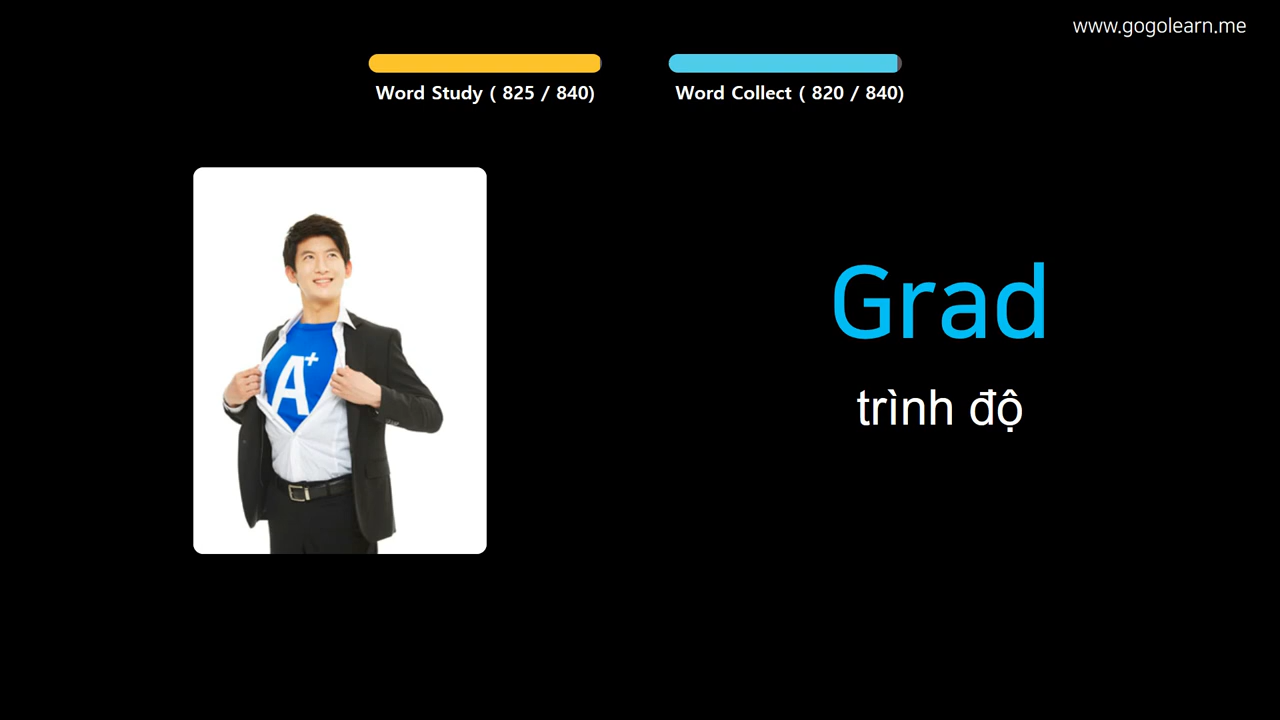 www.gogolearn.me
Word Study ( 825 / 840)
Word Collect ( 820 / 840)
A+
Grad
trình độ